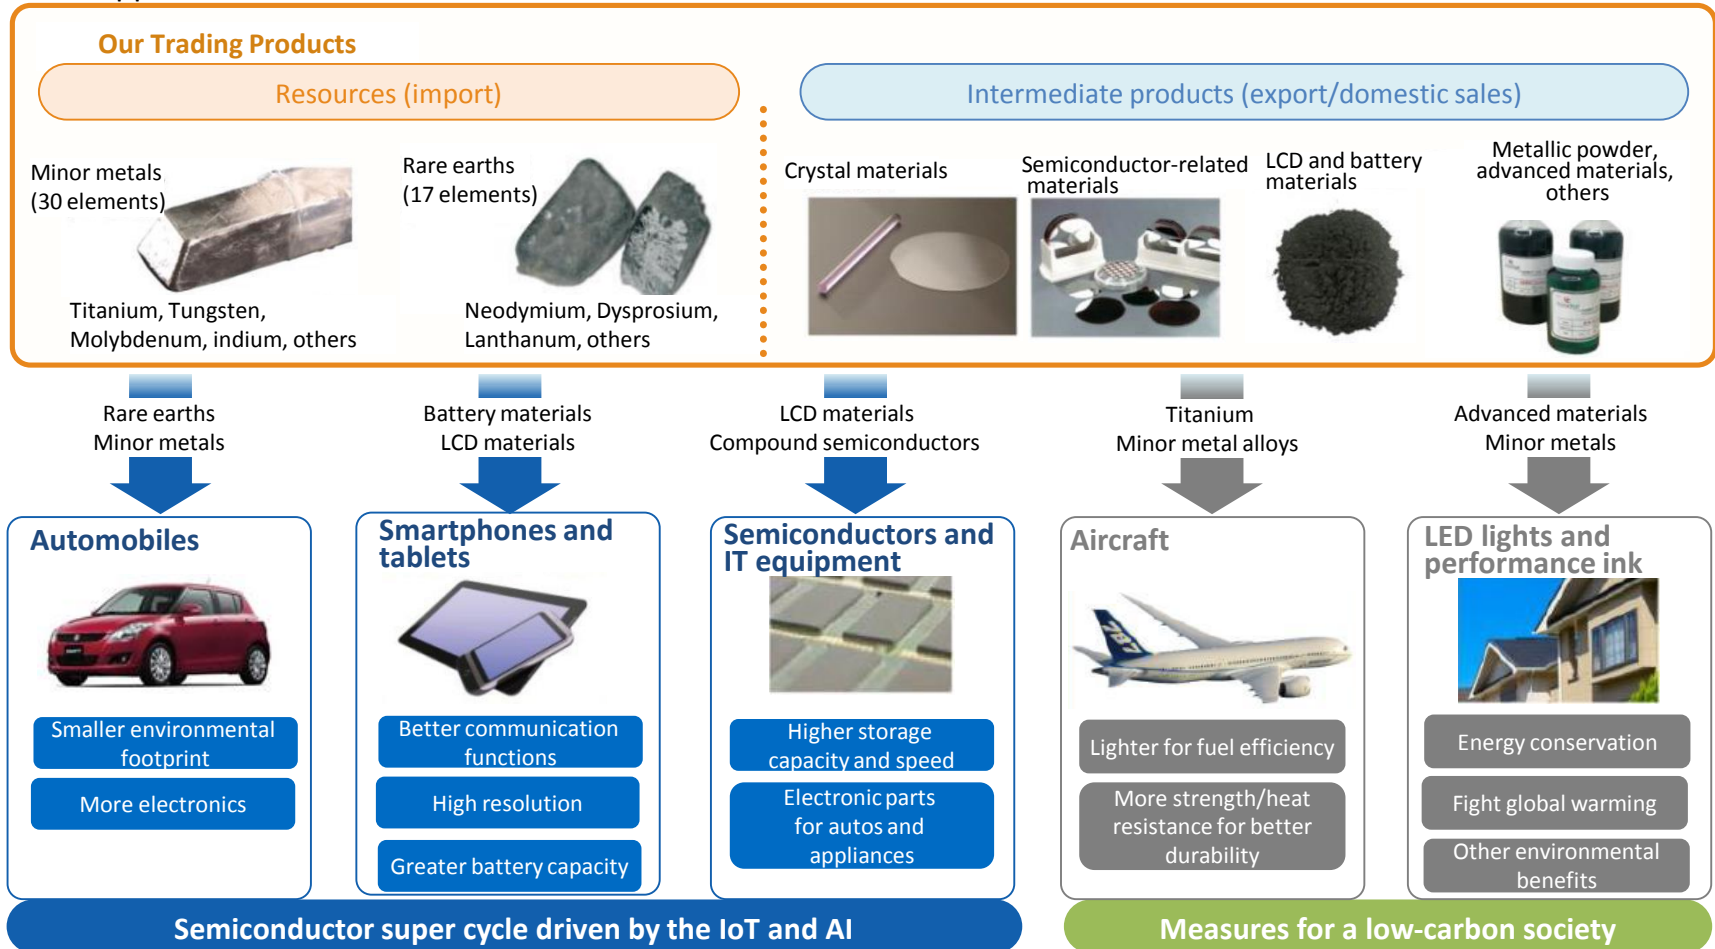 Our Trading Products
Resources (import)
Intermediate products (export/domestic sales)
Minor metals
(30 elements)
Rare earths
(17 elements)
Crystal materials
Semiconductor-related
materials
LCD and battery
materials
Metallic powder,
advanced materials,
others
Titanium, Tungsten,
Molybdenum, indium, others
Neodymium, Dysprosium,
Lanthanum, others
Rare earths
Minor metals
Battery materials
LCD materials
LCD materials
Compound semiconductors
Titanium
Minor metal alloys
Advanced materials
Minor metals
Automobiles
Smaller environmental
footprint
More electronics
Smartphones and
tablets
Better communication
functions
High resolution
Greater battery capacity
Semiconductors and
IT equipment
Higher storage
capacity and speed
Electronic parts
for autos and
appliances
Aircraft
787
Lighter for fuel efficiency
More strength/heat
resistance for better
durability
LED lights and
performance ink
Energy conservation
Fight global warming
Other environmental
benefits
Semiconductor super cycle driven by the IoT and AI
Measures for a low-carbon society